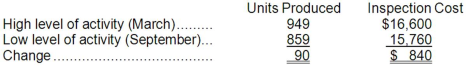 Units Produced Inspection Cost
High level of activity (March)......... 949 $16,600
Low level of activity (September)... 859 15,760
Change ....................................... 90 $ 840